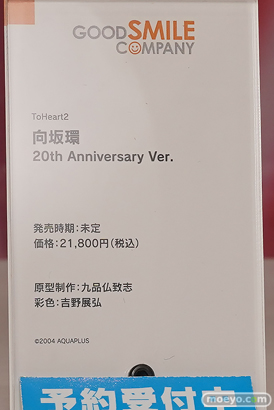 GOODSMILE
COMPANY
ToHeart2
向坂環
20th Anniversary Ver.
発売時期:未定
価格:21,800円(税込)
原型制作:九品仏致志
彩色:吉野展弘
©2004 AQUAPLUS
予約受付中
moeyo.com